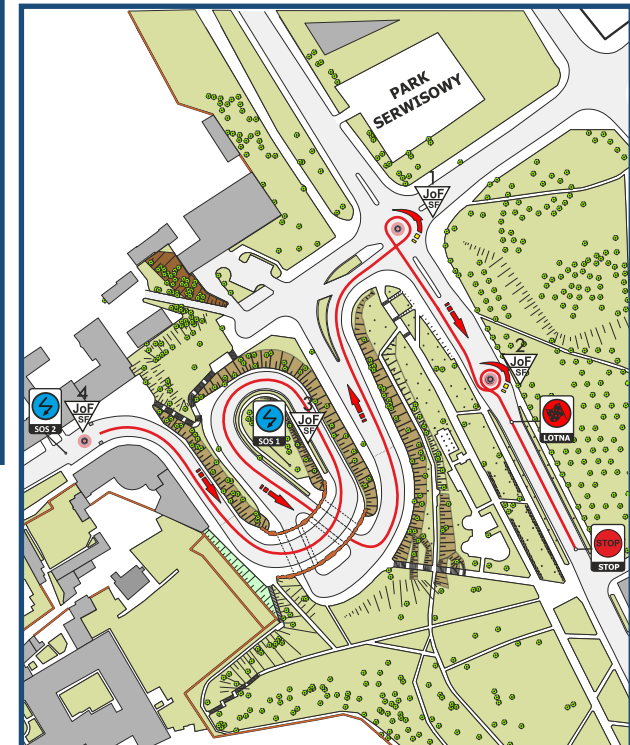 PARK
SERWISOWY
1
JoF
SF
2
JoF
SF
4
JoF
SF
SOS 2
3
JoF
SF
SOS 1
LOTNA
STOP
STOP